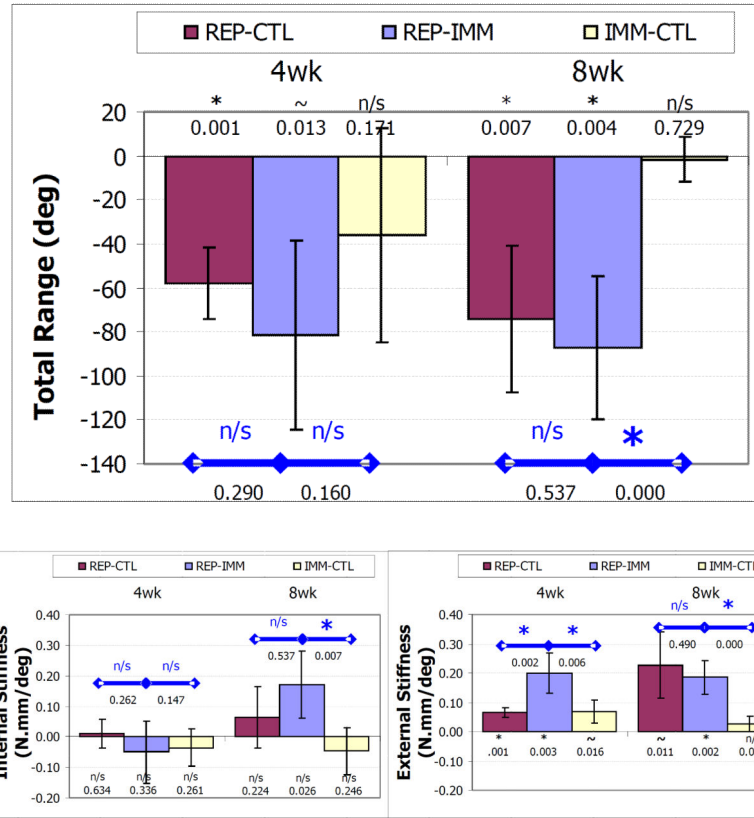 REP-CTL REP-IMM IMM-CTL
4wk 8wk
* ~ n/s * * n/s
0.001 0.013 0.171 0.007 0.004 0.729
Total Range (deg)
20
0
-20
-40
-60
-80
-100
-120
-140
n/s n/s n/s *
0.290 0.160 0.537 0.000
REP-CTL REP-IMM IMM-CTL
4wk 8wk
Internal Stiffness
(N.mm/deg)
0.40
0.30
0.20
0.10
0.00
-0.10
-0.20
n/s *
0.537 0.007
n/s n/s
0.262 0.147
n/s n/s n/s n/s n/s n/s
0.634 0.336 0.261 0.224 0.026 0.246
REP-CTL REP-IMM IMM-CTL
4wk 8wk
External Stiffness
(N.mm/deg)
0.40
0.30
0.20
0.10
0.00
-0.10
-0.20
* * n/s *
0.002 0.006 0.490 0.000
* * ~ ~ *
.001 0.003 0.016 0.011 0.002